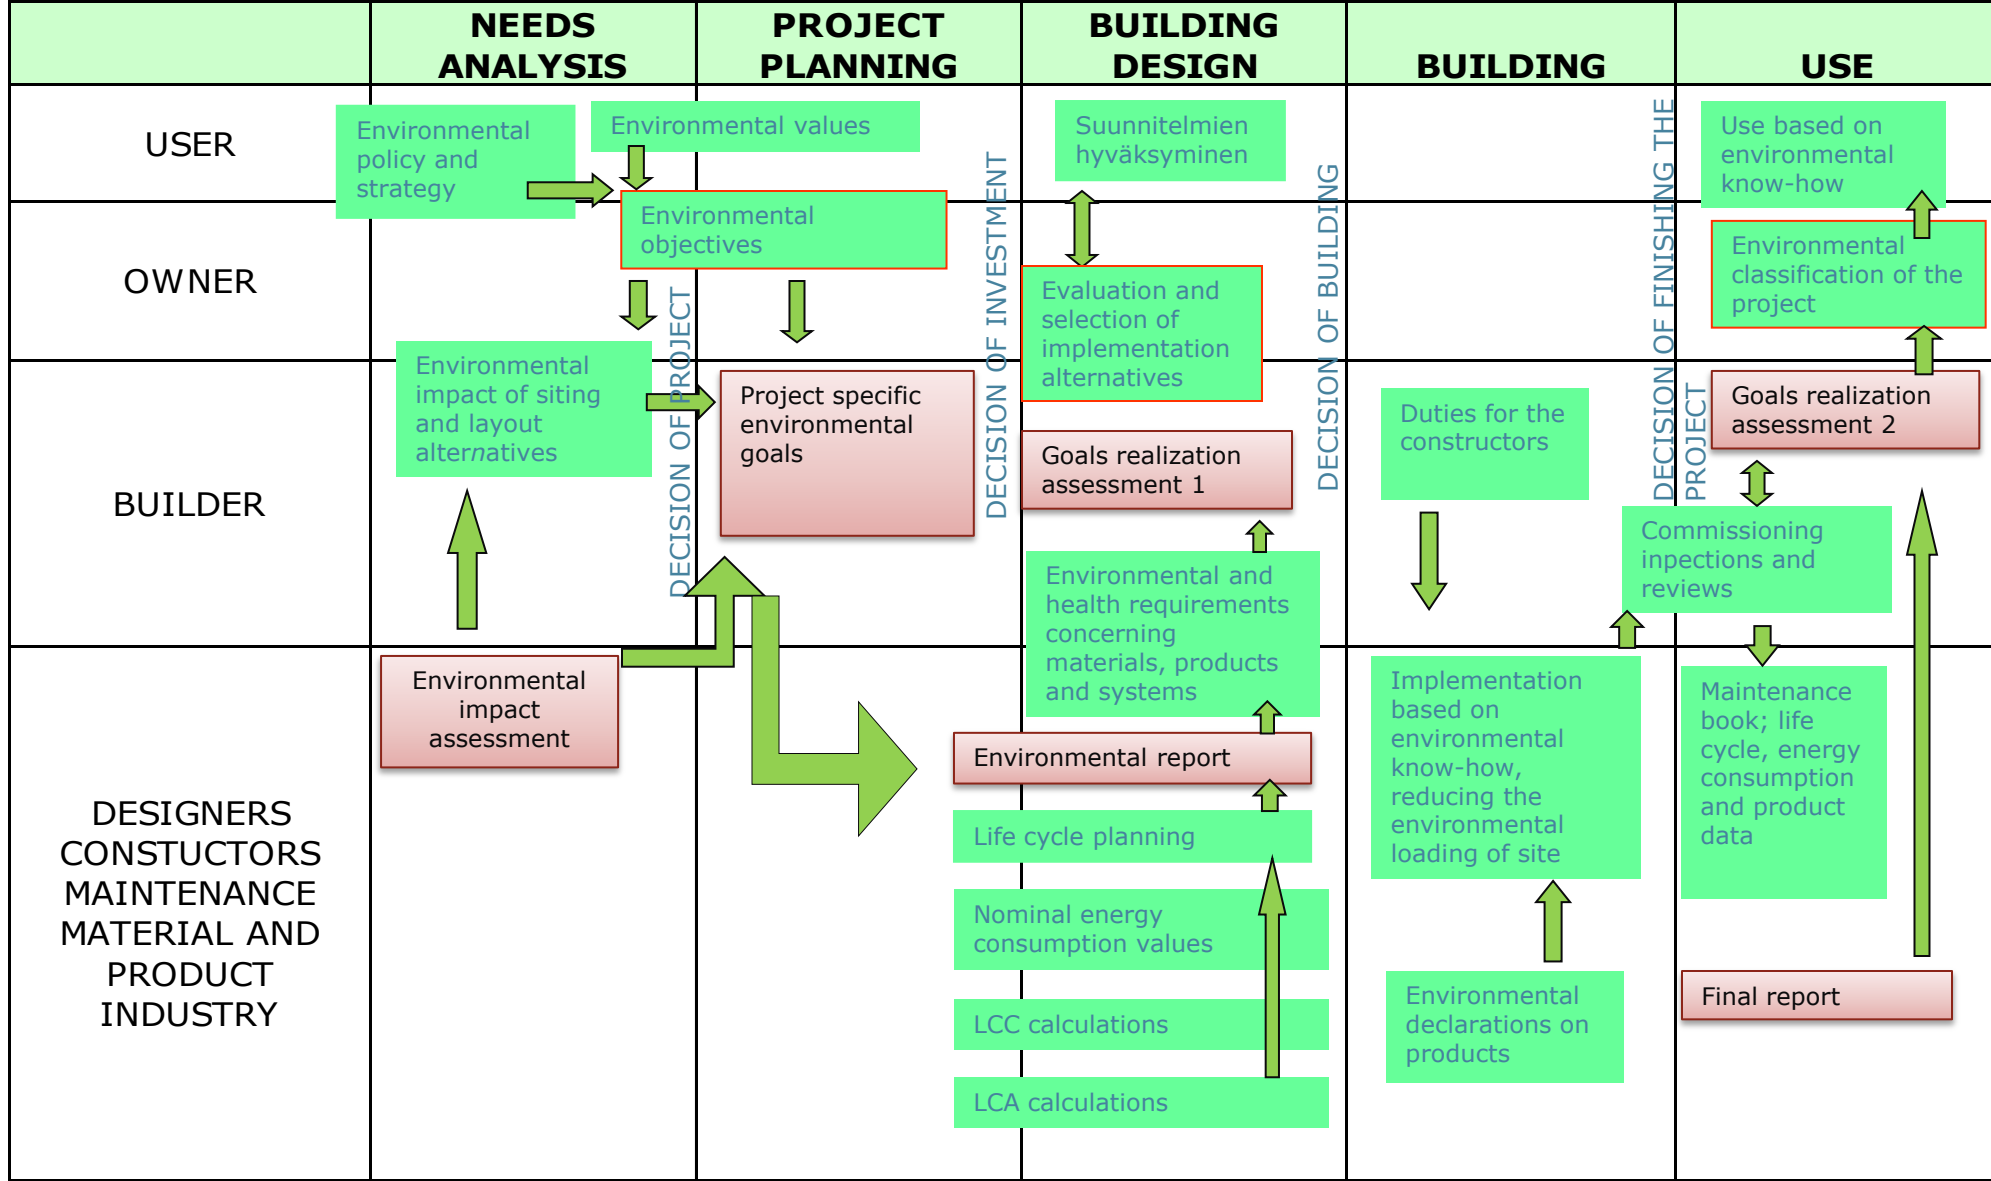 NEEDS
ANALYSIS
PROJECT
PLANNING
BUILDING
DESIGN
BUILDING
USE
USER
Environmental
policy and
strategy
Environmental values
Suunnitelmien
hyväksyminen
Use based on
environmental
know-how
OWNER
Environmental
objectives
Evaluation and
selection of
implementation
alternatives
Environmental
classification of the
project
DECISION OF PROJECT
DECISION OF INVESTMENT
DECISION OF BUILDING
DECISION OF FINISHING THE
PROJECT
BUILDER
Environmental
impact of siting
and layout
alternatives
Project specific
environmental
goals
Goals realization
assessment 1
Environmental and
health requirements
concerning
materials, products
and systems
Duties for the
constructors
Goals realization
assessment 2
Commissioning
inpections and
reviews
DESIGNERS
CONSTUCTORS
MAINTENANCE
MATERIAL AND
PRODUCT
INDUSTRY
Environmental
impact
assessment
Environmental report
Life cycle planning
Nominal energy
consumption values
LCC calculations
LCA calculations
Implementation
based on
environmental
know-how,
reducing the
environmental
loading of site
Environmental
declarations on
products
Maintenance
book; life
cycle, energy
consumption
and product
data
Final report